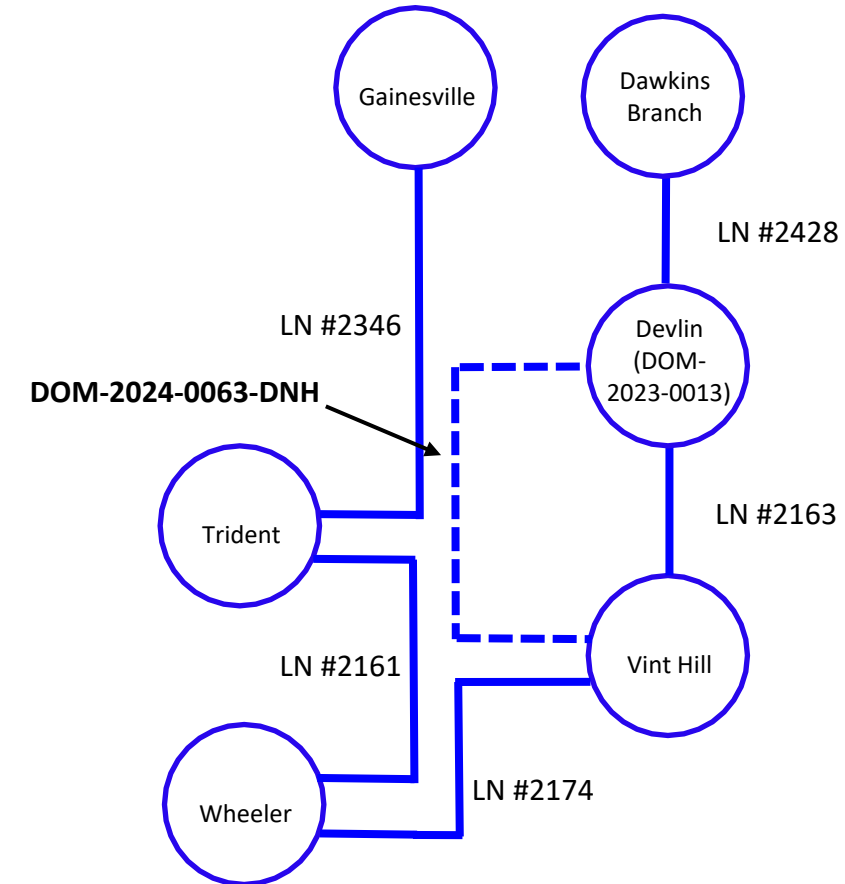 Gainesville
Dawkins
Branch
LN #2428
LN #2346
Devlin
(DOM-
2023-0013)
DOM-2024-0063-DNH
Trident
LN #2163
LN #2161
Vint Hill
LN #2174
Wheeler